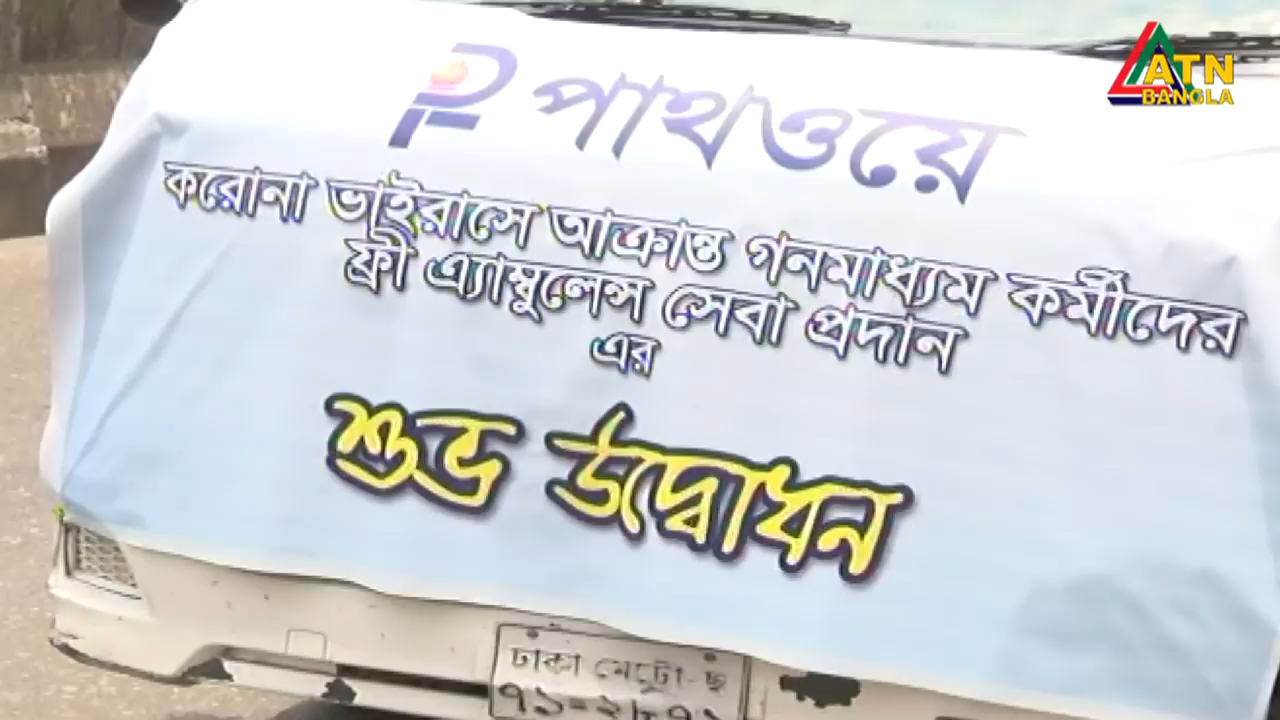 ATN
BANGLA
পাথওয়ে
করোনা ভাইরাসে আক্রান্ত গনমাধ্যম কর্মীদের
ফ্রী এ্যাম্বুলেন্স সেবা প্রদান
এর
শুভ উদ্বোধন
ঢাকা মেট্রো-ছ